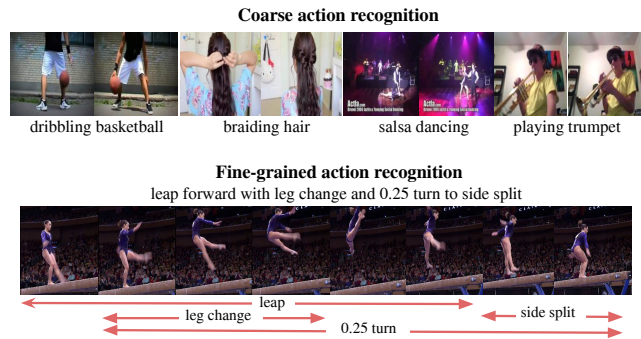 Coarse action recognition
dribbling basketball
braiding hair
salsa dancing
playing trumpet
Fine-grained action recognition
leap forward with leg change and 0.25 turn to side split
leap
leg change
side split
0.25 turn